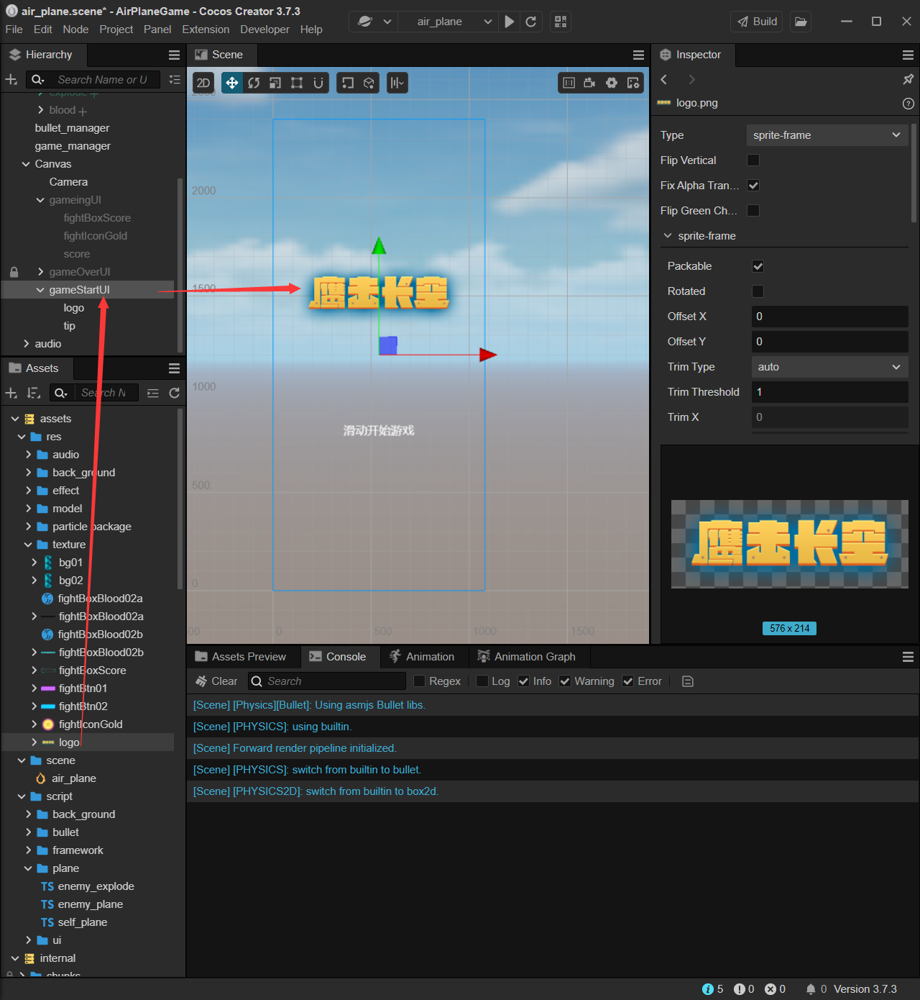 air_plane.scene* - AirPlaneGame - Cocos Creator 3.7.3
File Edit Node Project Panel Extension Developer Help
air_plane
Build
Hierarchy
Search Name or U
explode
blood
bullet_manager
game_manager
Canvas
Camera
gameingUI
fightBoxScore
fightIconGold
score
gameOverUI
gameStartUI
logo
tip
audio
Assets
Search N
assets
res
audio
back_ground
effect
model
particle package
texture
bg01
bg02
fightBoxBlood02a
fightBoxBlood02a
fightBoxBlood02b
fightBoxBlood02b
fightBoxScore
fightBtn01
fightBtn02
fightIconGold
logo
scene
air_plane
script
back_ground
bullet
framework
plane
TS enemy_explode
TS enemy_plane
TS self_plane
ui
internal
chunks
Scene
2D
2500
2000
1500
1000
500
0
00 0 500 1000 1500
鹰击长空
滑动开始游戏
Inspector
logo.png
Type sprite-frame
Flip Vertical
Fix Alpha Tran...
Flip Green Ch...
sprite-frame
Packable
Rotated
Offset X 0
Offset Y 0
Trim Type auto
Trim Threshold 1
Trim X 0
鹰击长空
576 x 214
Assets Preview Console Animation Animation Graph
Clear Search Regex Log Info Warning Error
[Scene] [Physics][Bullet]: Using asmjs Bullet libs.
[Scene] [PHYSICS]: using builtin.
[Scene] Forward render pipeline initialized.
[Scene] [PHYSICS]: switch from builtin to bullet.
[Scene] [PHYSICS2D]: switch from builtin to box2d.
5 0 0 0 Version 3.7.3